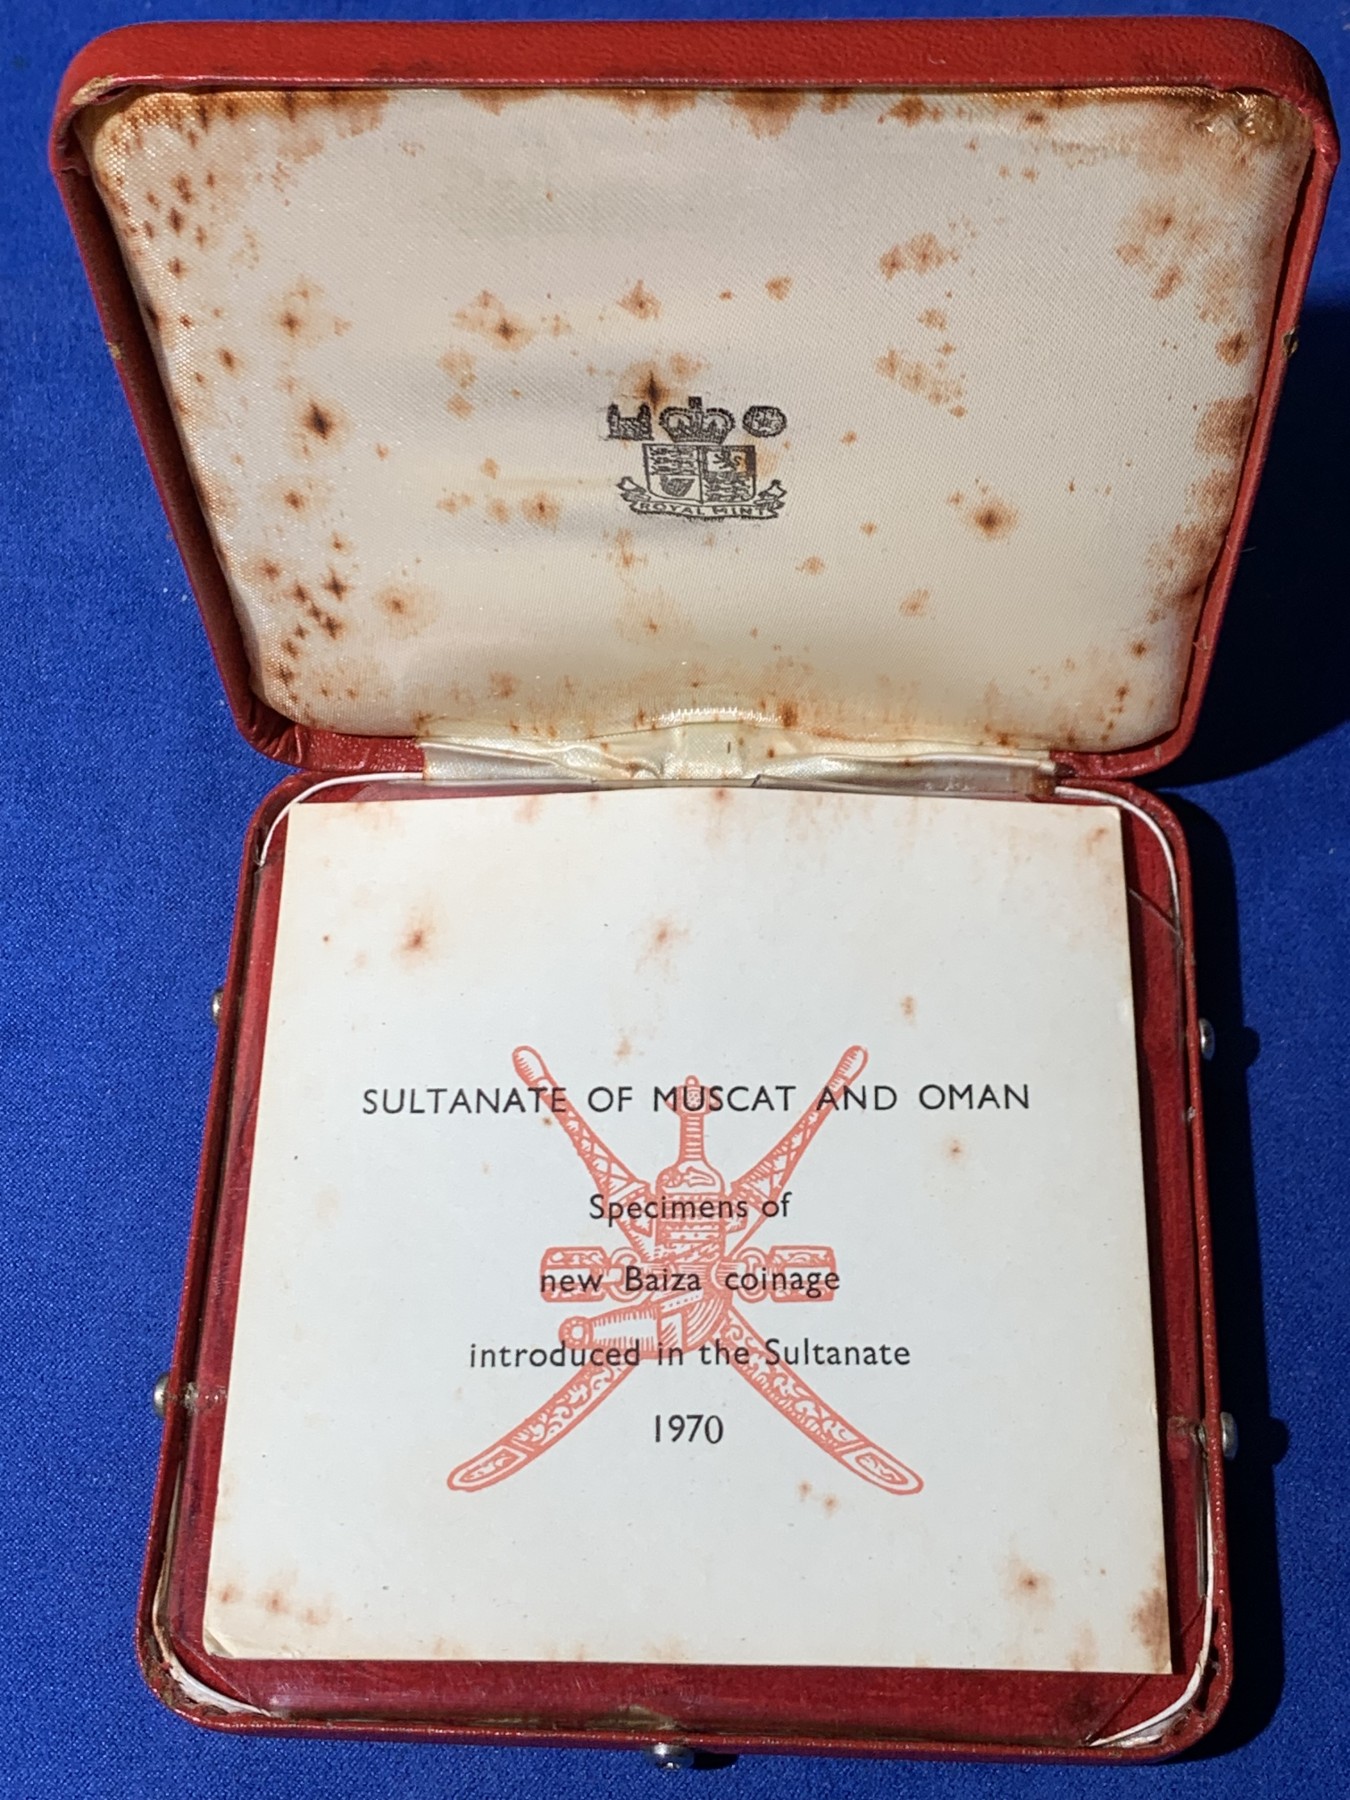 ROYAL MINT
SULTANATE OF MUSCAT AND OMAN
Specimens of
new Baiza coinage
introduced in the Sultanate
1970